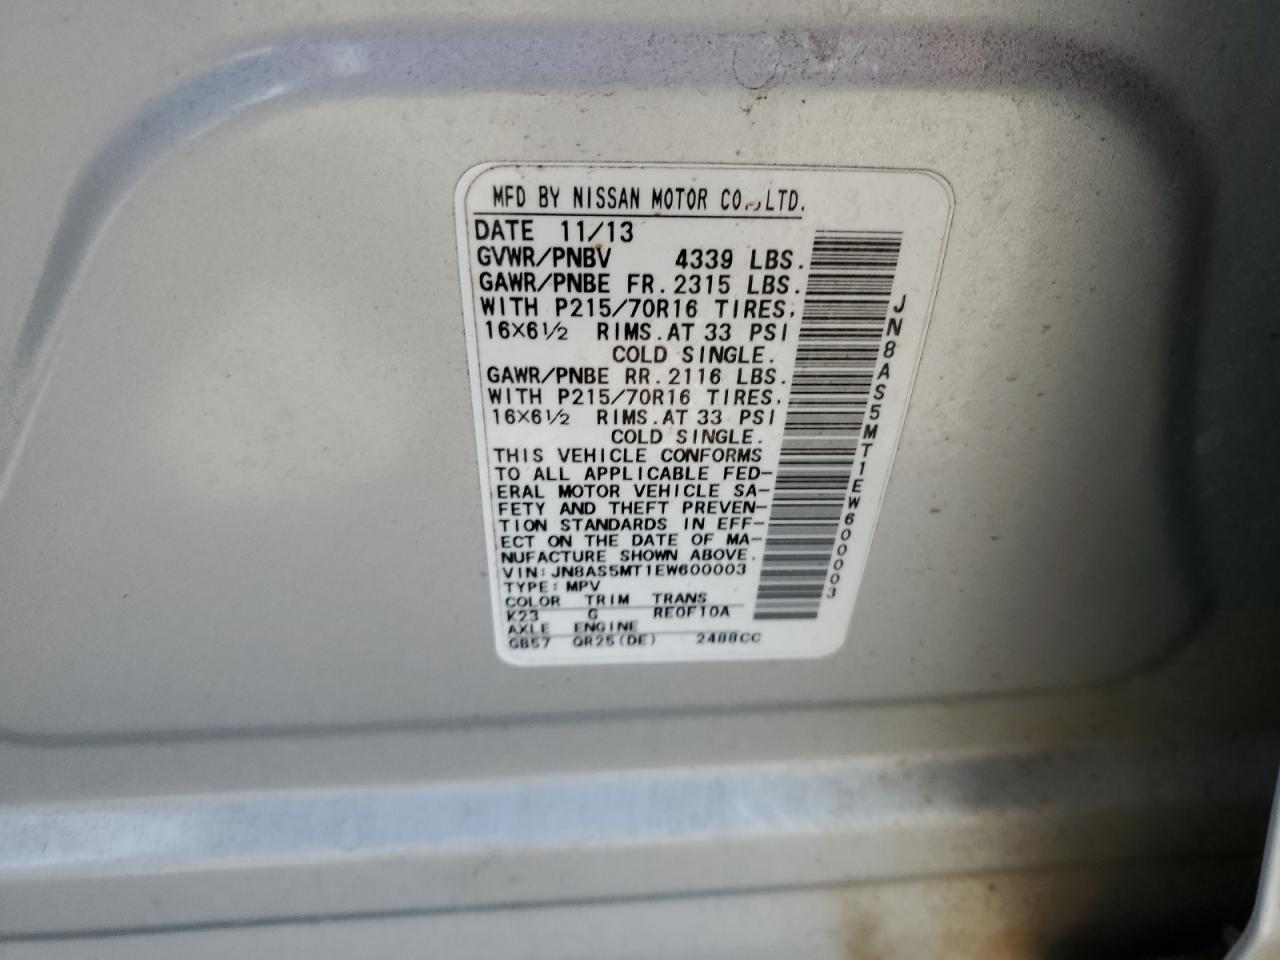 MFD BY NISSAN MOTOR CO.,LTD.
DATE 11/13
GVWR/PNBV 4339 LBS.
GAWR/PNBE FR.2315 LBS.
WITH P215/70R16 TIRES,
16×6½ RIMS.AT 33 PSI
COLD SINGLE.
GAWR/PNBE RR.2116 LBS.
WITH P215/70R16 TIRES.
16×6½ RIMS.AT 33 PSI
COLD SINGLE.
THIS VEHICLE CONFORMS
TO ALL APPLICABLE FED-
ERAL MOTOR VEHICLE SA-
FETY AND THEFT PREVEN-
TION STANDARDS IN EFF-
ECT ON THE DATE OF MA-
NUFACTURE SHOWN ABOVE.
VIN:JN8AS5MT1EW600003
TYPE:MPV
COLOR TRIM TRANS
K23 G RE0F10A
AXLE ENGINE
GB57 QR25(DE) 2488CC
JN8AS5MT1EW600003